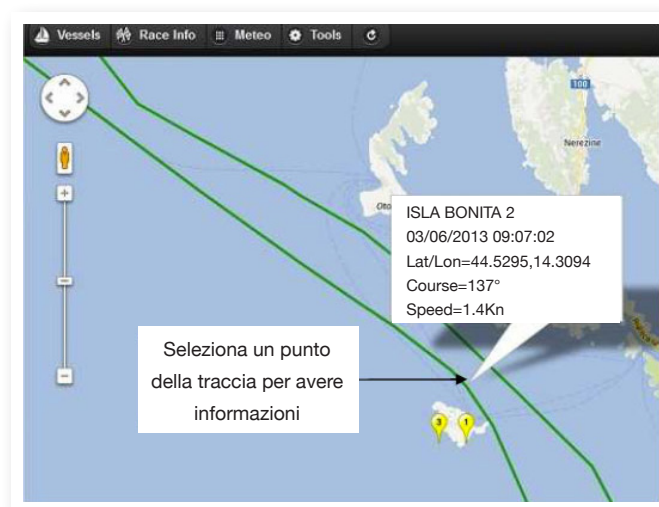 Vessels Race Info Meteo Tools
100
Nerezine
ISLA BONITA 2
03/06/2013 09:07:02
Lat/Lon=44.5295,14.3094
Course=137°
Speed=1.4Kn
Seleziona un punto
della traccia per avere
informazioni
3 1